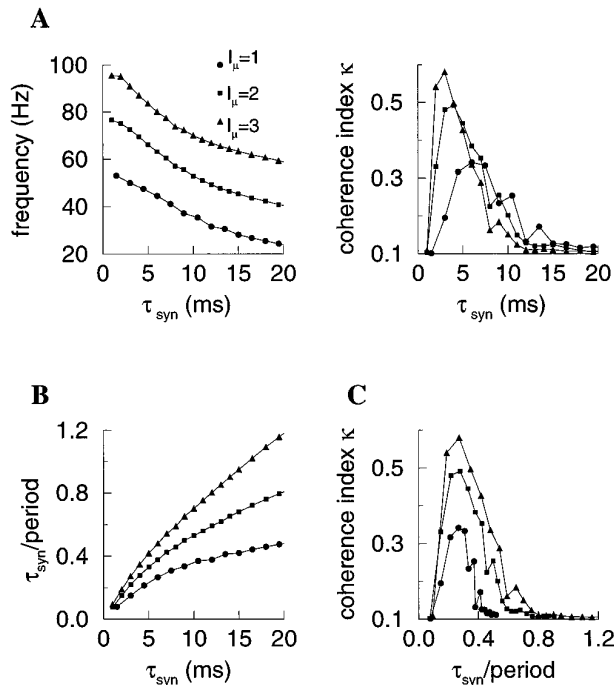 A
frequency (Hz)
100
80
60
40
20
0 5 10 15 20
τsyn (ms)
Iμ=1
Iμ=2
Iμ=3
coherence index κ
0.5
0.3
0.1
0 5 10 15 20
τsyn (ms)
B
τsyn/period
1.2
0.8
0.4
0.0
0 5 10 15 20
τsyn (ms)
C
coherence index κ
0.5
0.3
0.1
0.0 0.4 0.8 1.2
τsyn/period